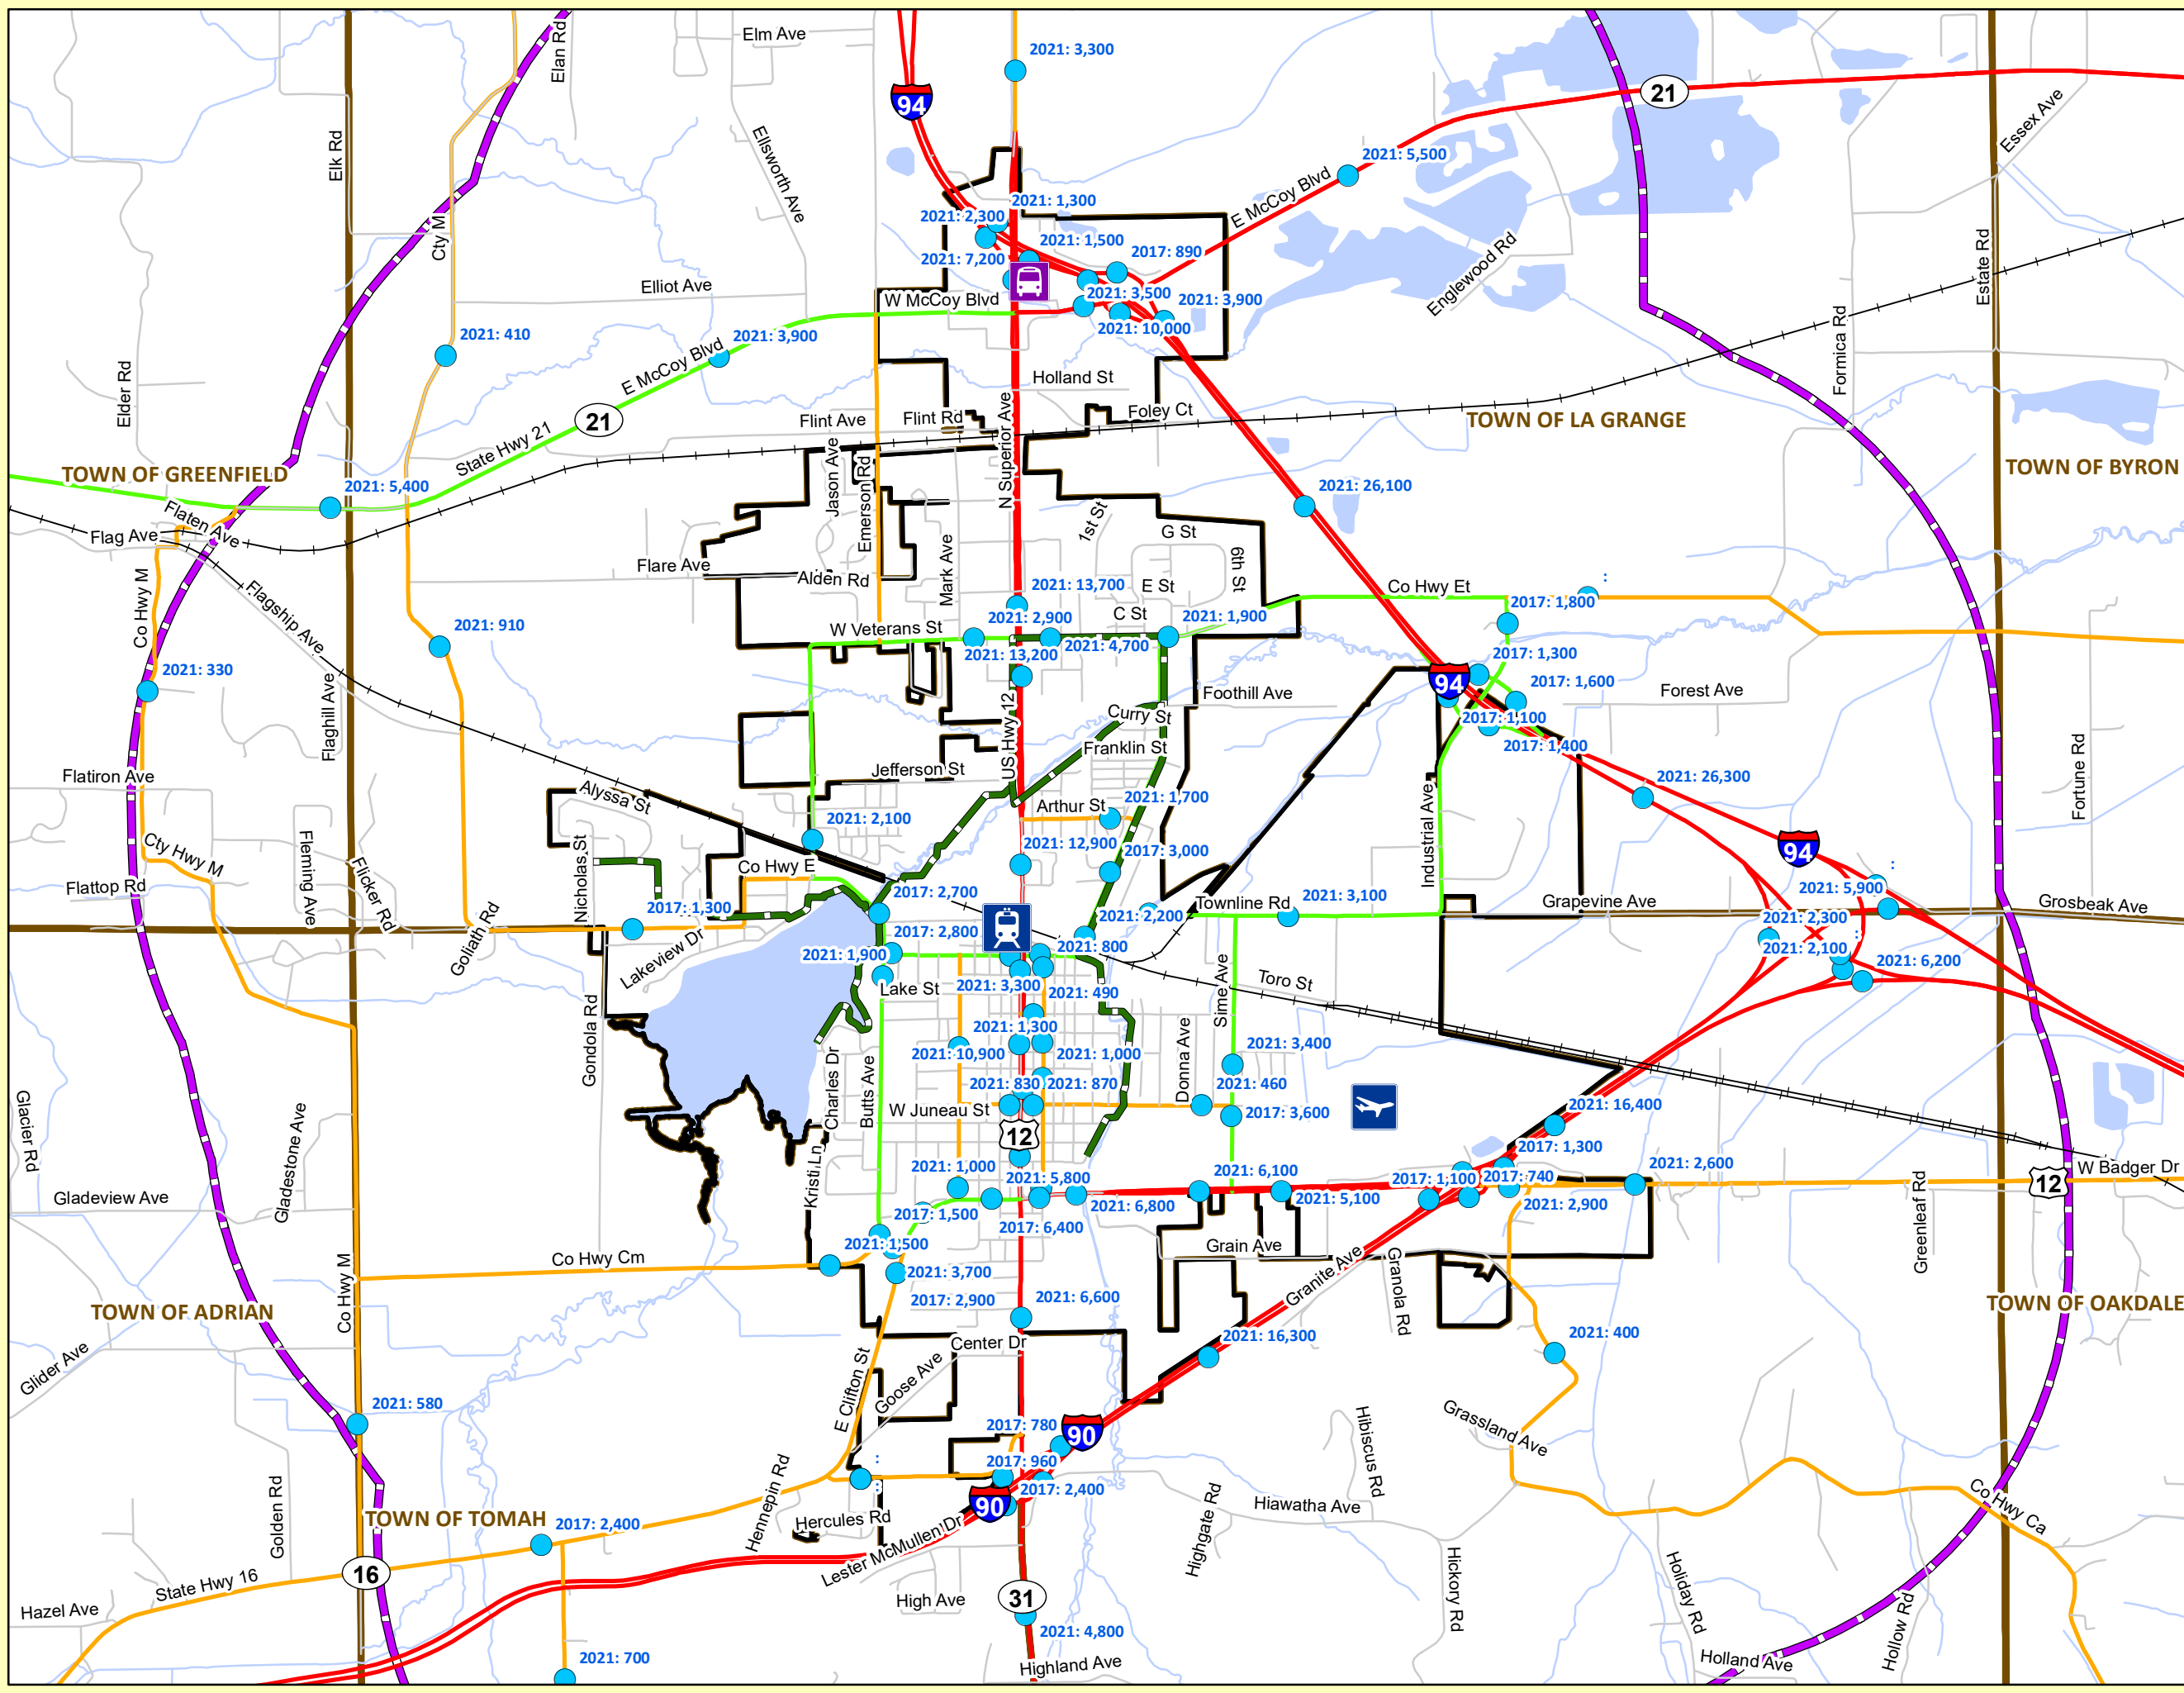 Elm Ave
Elan Rd
2021: 3,300
94
21
Essex Ave
Elk Rd
Ellsworth Ave
2021: 5,500
E McCoy Blvd
Cty M
2021: 1,300
2021: 2,300
2021: 1,500
2017: 890
2021: 7,200
Englewood Rd
Estate Rd
Elliot Ave
W McCoy Blvd
2021: 3,500
2021: 3,900
2021: 10,000
2021: 410
2021: 3,900
E McCoy Blvd
Formica Rd
Elder Rd
Holland St
Foley Ct
21
Flint Ave
Flint Rd
N Superior Ave
TOWN OF LA GRANGE
State Hwy 21
TOWN OF GREENFIELD
TOWN OF BYRON
2021: 5,400
Jason Ave
Emerson Rd
2021: 26,100
Flaten Ave
Flag Ave
1st St
G St
Flare Ave
Alden Rd
Mark Ave
6th St
E St
2021: 13,700
Co Hwy Et
:
Co Hwy M
Flagship Ave
2021: 910
2021: 2,900
C St
2021: 1,900
2017: 1,800
W Veterans St
2021: 13,200
2021: 4,700
2017: 1,300
2021: 330
94
2017: 1,600
Foothill Ave
Forest Ave
Flaghill Ave
Curry St
2017: 1,100
US Hwy 12
Franklin St
2017: 1,400
Flatiron Ave
Jefferson St
2021: 26,300
Fortune Rd
Alyssa St
Arthur St
2021: 1,700
2021: 2,100
Industrial Ave
Cty Hwy M
Fleming Ave
Flicker Rd
Nicholas St
2021: 12,900
2017: 3,000
94
:
Co Hwy E
Flattop Rd
2017: 2,700
2021: 5,900
2017: 1,300
2021: 2,200
Townline Rd
2021: 3,100
Grapevine Ave
Grosbeak Ave
2021: 2,300
Goliath Rd
Lakeview Dr
2017: 2,800
2021: 1,900
2021: 800
2021: 2,100
:
2021: 6,200
Lake St
2021: 3,300
2021: 490
Sime Ave
Toro St
Gondola Rd
2021: 1,300
2021: 10,900
2021: 1,000
2021: 3,400
Donna Ave
Charles Dr
Butts Ave
2021: 830
2021: 870
2021: 460
W Juneau St
2017: 3,600
2021: 16,400
Glacier Rd
Gladestone Ave
12
2017: 1,300
Kristi Ln
2021: 1,000
2021: 5,800
2021: 6,100
2017: 1,100
2017: 740
2021: 2,600
W Badger Dr
12
Gladeview Ave
2017: 1,500
2017: 6,400
2021: 6,800
2021: 5,100
2021: 2,900
Greenleaf Rd
2021: 1,500
Grain Ave
Co Hwy Cm
Co Hwy M
2021: 3,700
Granite Ave
Granola Rd
2017: 2,900
2021: 6,600
TOWN OF ADRIAN
TOWN OF OAKDALE
2021: 16,300
2021: 400
Center Dr
Glider Ave
E Clifton St
Goose Ave
2021: 580
2017: 780
90
Hibiscus Rd
Grassland Ave
:
2017: 960
:
2017: 2,400
90
Golden Rd
Hennepin Rd
Highgate Rd
Hiawatha Ave
Co Hwy Ca
TOWN OF TOMAH
2017: 2,400
Hercules Rd
Lester McMullen Dr
16
State Hwy 16
31
High Ave
Hickory Rd
Holiday Rd
Hollow Rd
Hazel Ave
2021: 4,800
2021: 700
Highland Ave
Holland Ave